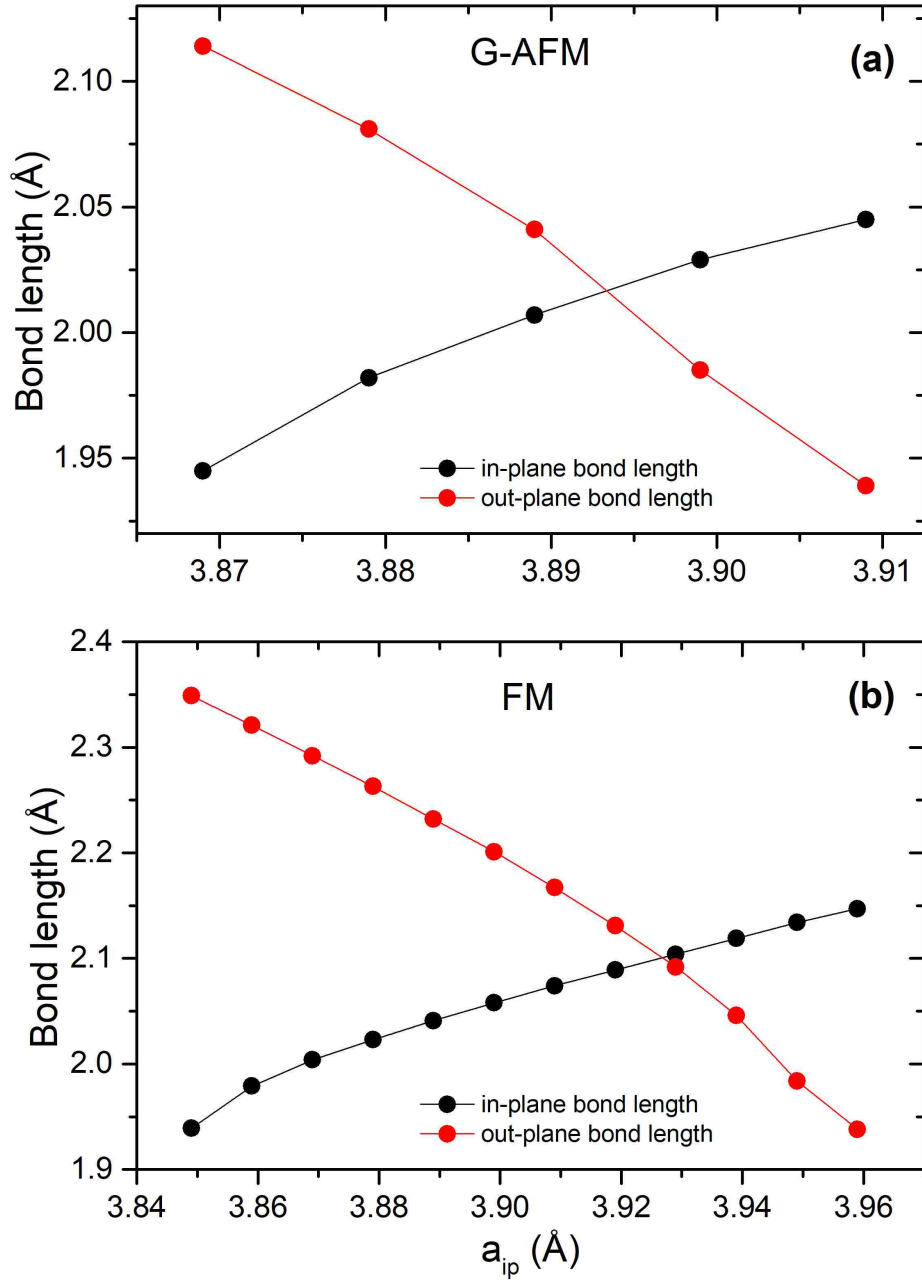 G-AFM
(a)
2.10
2.05
2.00
1.95
Bond length (Å)
in-plane bond length
out-plane bond length
3.87 3.88 3.89 3.90 3.91
2.4
FM
(b)
2.3
2.2
2.1
2.0
1.9
Bond length (Å)
in-plane bond length
out-plane bond length
3.84 3.86 3.88 3.90 3.92 3.94 3.96
a_ip (Å)